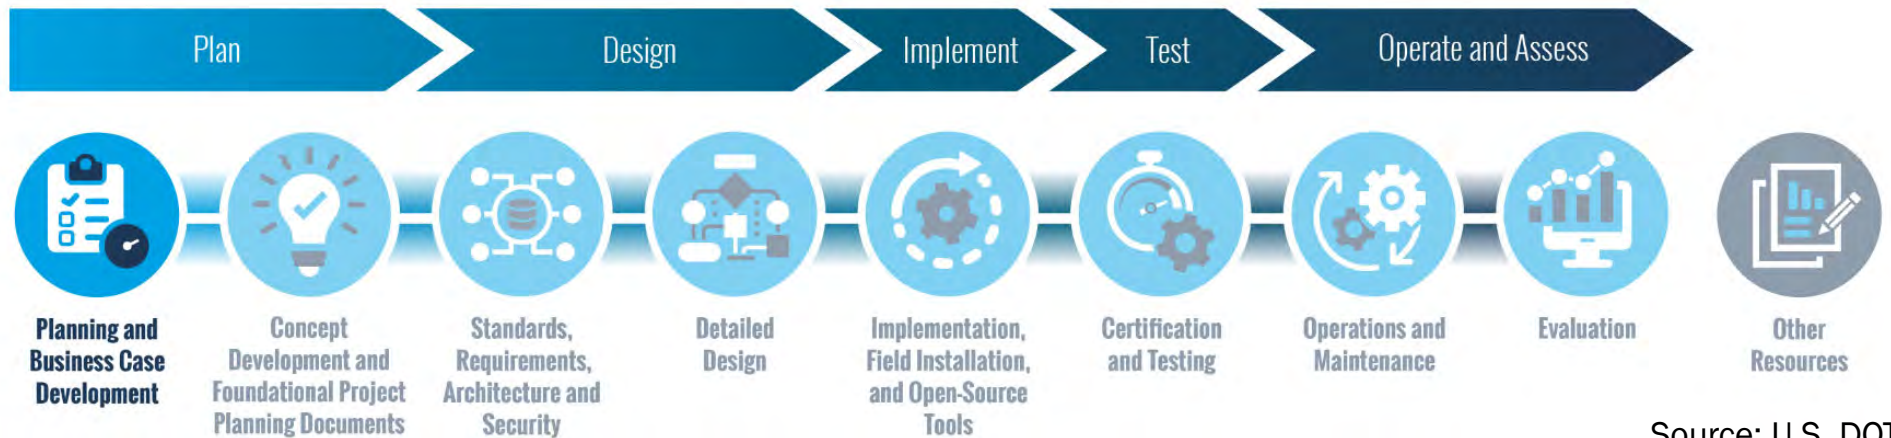 Plan
Design
Implement
Test
Operate and Assess
Planning and
Business Case
Development
Concept
Development and
Foundational Project
Planning Documents
Standards,
Requirements,
Architecture and
Security
Detailed
Design
Implementation,
Field Installation,
and Open-Source
Tools
Certification
and Testing
Operations and
Maintenance
Evaluation
Other
Resources
Source: U.S. DOT